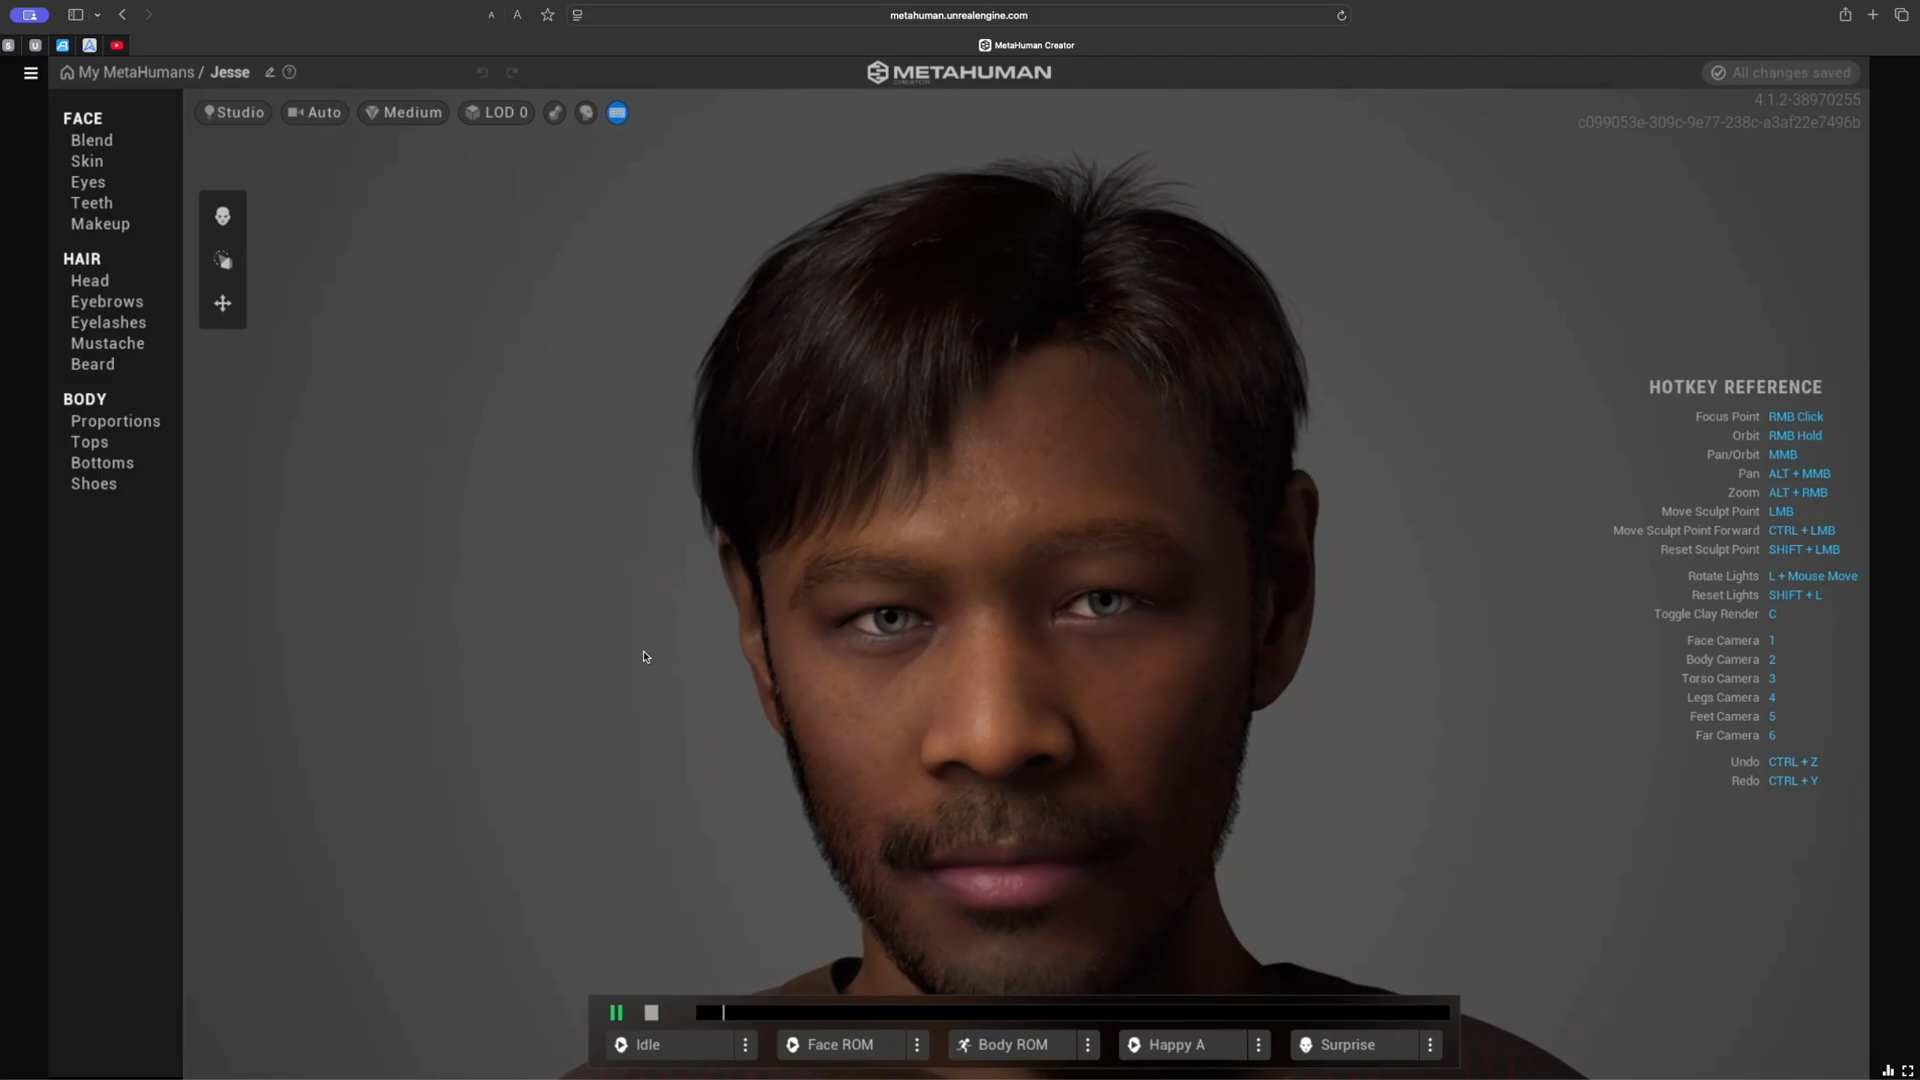 A
A
metahuman.unrealengine.com
S
U
MetaHuman Creator
My MetaHumans / Jesse
METAHUMAN
CREATOR
All changes saved
4.1.2-38970255
c099053e-309c-9e77-238c-a3af22e7496b
Studio
Auto
Medium
LOD 0
FACE
Blend
Skin
Eyes
Teeth
Makeup
HAIR
Head
Eyebrows
Eyelashes
Mustache
Beard
BODY
Proportions
Tops
Bottoms
Shoes
HOTKEY REFERENCE
Focus Point RMB Click
Orbit RMB Hold
Pan/Orbit MMB
Pan ALT + MMB
Zoom ALT + RMB
Move Sculpt Point LMB
Move Sculpt Point Forward CTRL + LMB
Reset Sculpt Point SHIFT + LMB
Rotate Lights L + Mouse Move
Reset Lights SHIFT + L
Toggle Clay Render C
Face Camera 1
Body Camera 2
Torso Camera 3
Legs Camera 4
Feet Camera 5
Far Camera 6
Undo CTRL + Z
Redo CTRL + Y
Idle
Face ROM
Body ROM
Happy A
Surprise